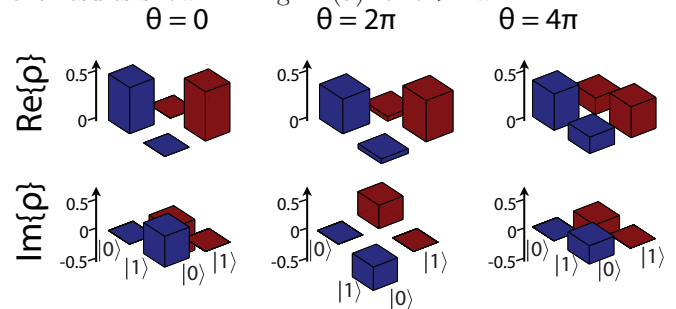 θ = 0 θ = 2π θ = 4π
Re{ρ} 0.5 0 0.5 0 0.5 0
Im{ρ} 0.5 0 -0.5 0.5 0 -0.5 0.5 0 -0.5
|0⟩ |1⟩ |0⟩ |1⟩ |0⟩ |1⟩ |0⟩ |1⟩ |0⟩ |1⟩ |0⟩ |1⟩